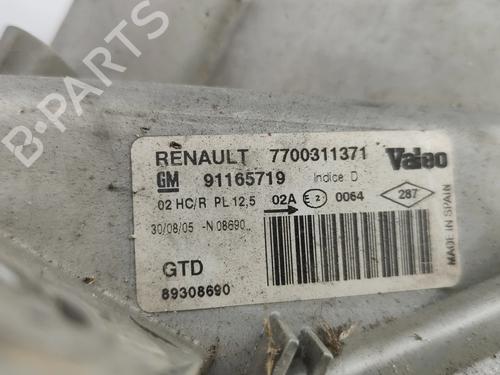 B-Parts
RENAULT 7700311371 Valeo
GM 91165719 Indice: D
02 HC/R PL 12,5 02A E2 0064 287
30/08/05 -N 08690
GTD
89308690
MADE IN SPAIN